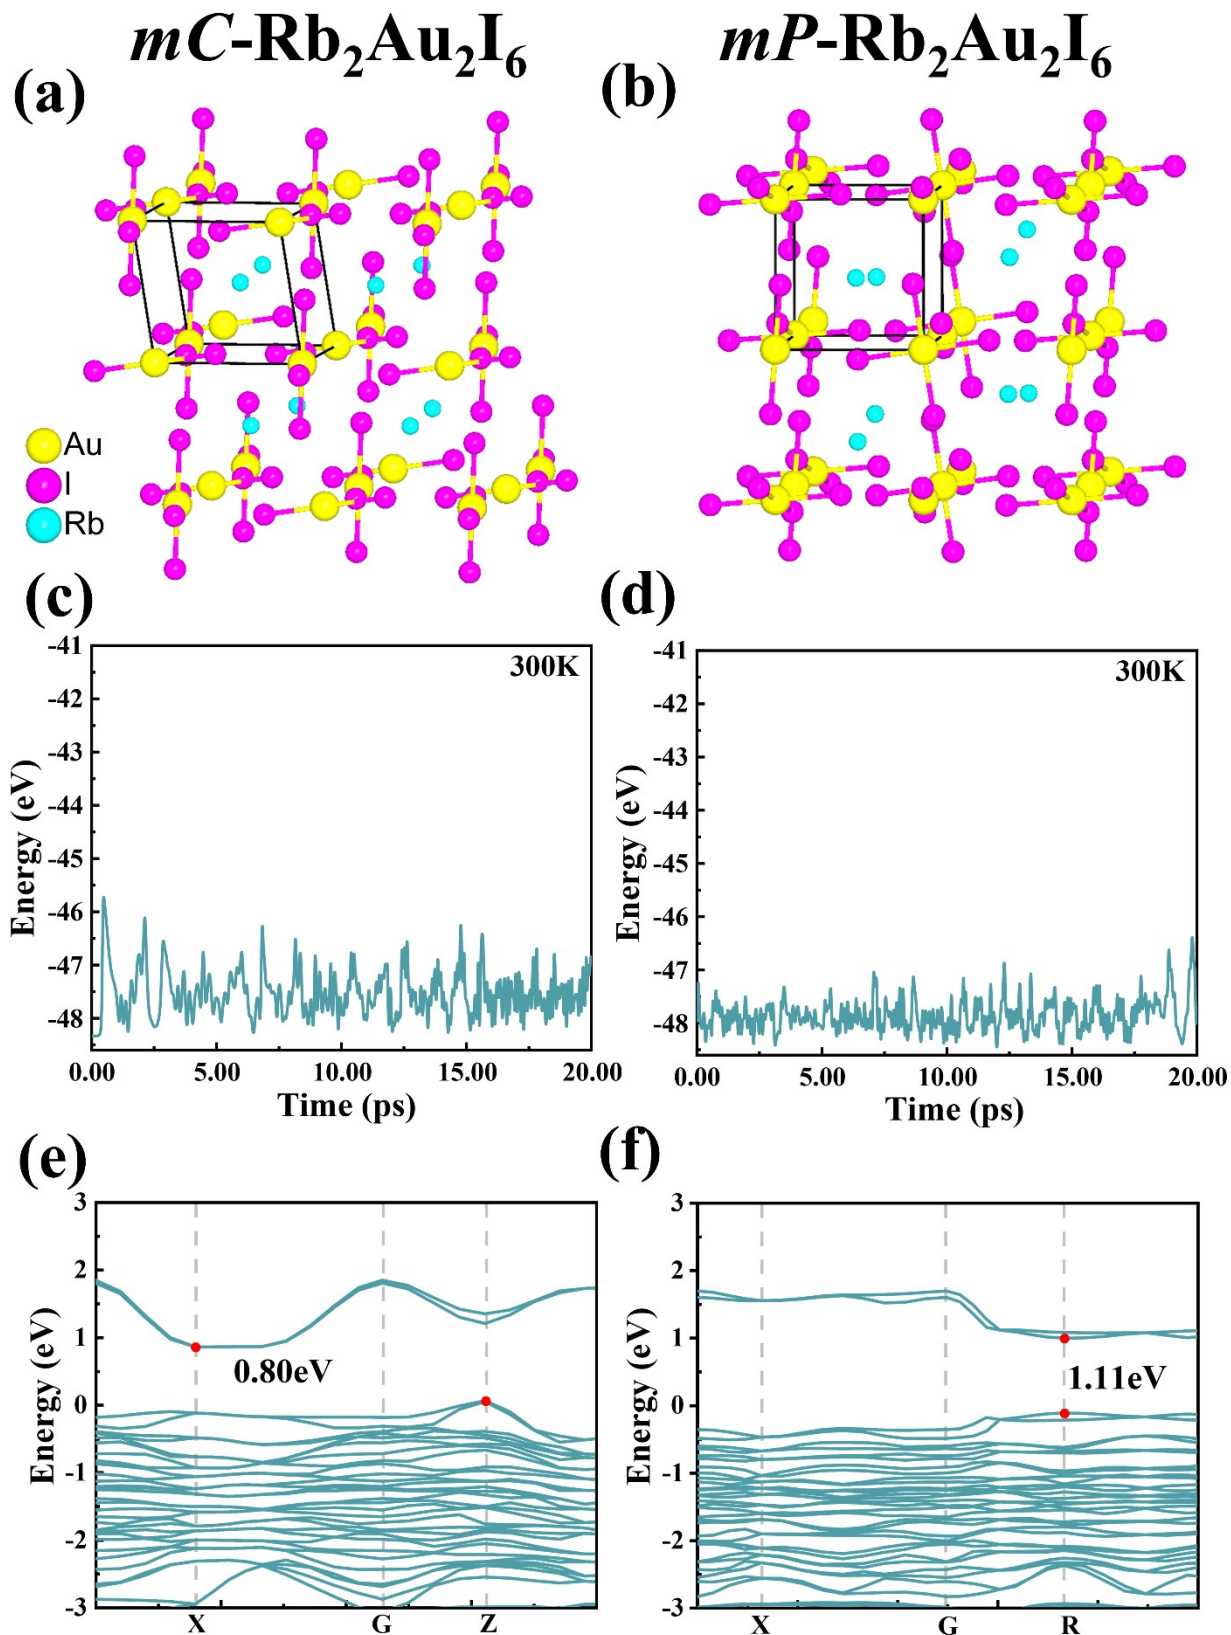 mC-Rb₂Au₂I₆
mP-Rb₂Au₂I₆
(a)
(b)
Au
I
Rb
(c)
(d)
-41
-42
-43
-44
-45
-46
-47
-48
300K
Energy (eV)
0.00 5.00 10.00 15.00 20.00
Time (ps)
-41
-42
-43
-44
-45
-46
-47
-48
300K
Energy (eV)
0.00 5.00 10.00 15.00 20.00
Time (ps)
(e)
(f)
3
2
1
0
-1
-2
-3
Energy (eV)
0.80eV
X G Z
3
2
1
0
-1
-2
-3
Energy (eV)
1.11eV
X G R